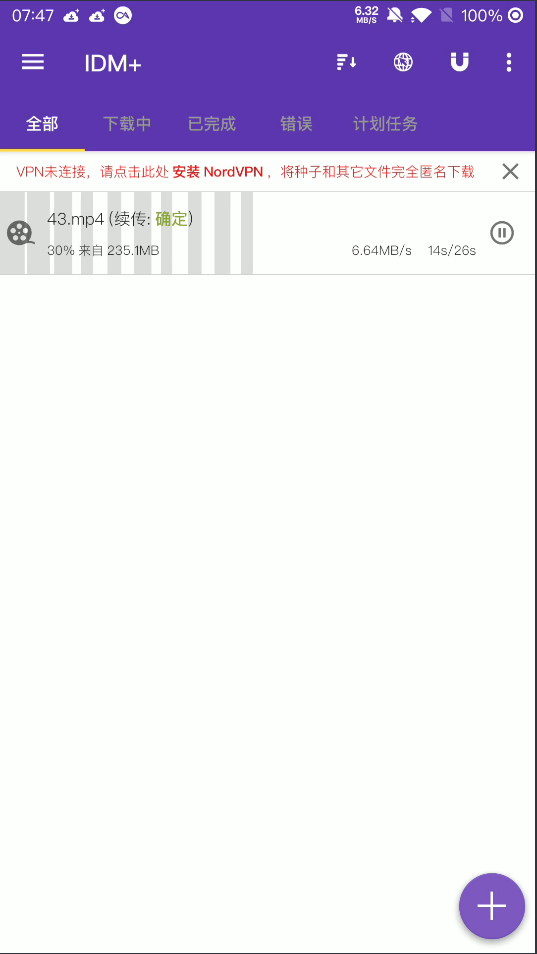 07:47 6.32 MB/S 100%
IDM+
全部 下载中 已完成 错误 计划任务
VPN未连接，请点击此处 安装 NordVPN ，将种子和其它文件完全匿名下载
43.mp4 (续传: 确定)
30% 来自 235.1MB 6.64MB/s 14s/26s